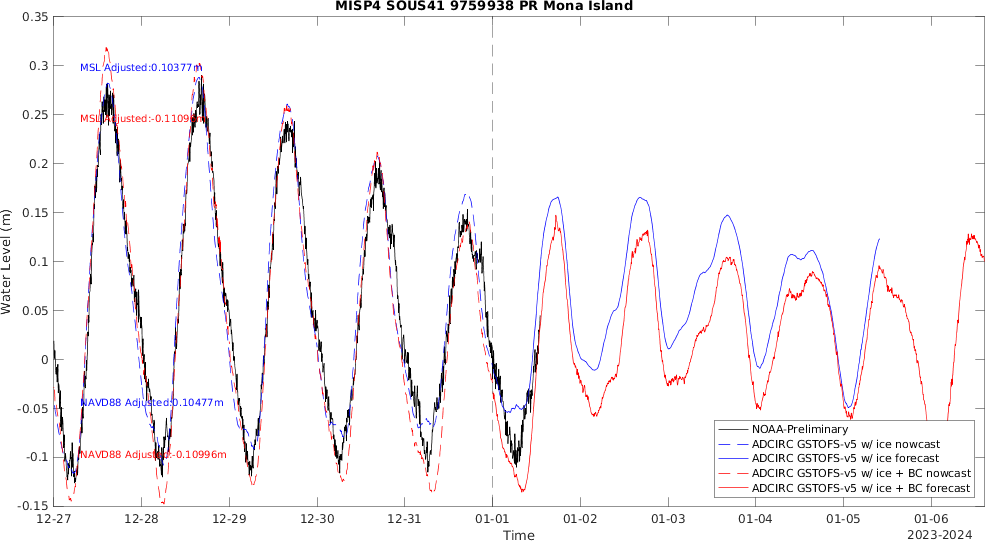 MISP4 SOUS41 9759938 PR Mona Island
Water Level (m)
0.35
0.3
0.25
0.2
0.15
0.1
0.05
0
-0.05
-0.1
-0.15
MSL Adjusted:0.10377m
NAVD88 Adjusted:0.10477m
NAVD88 Adjusted:-0.10996m
NOAA-Preliminary
ADCIRC GSTOFS-v5 w/ ice nowcast
ADCIRC GSTOFS-v5 w/ ice forecast
ADCIRC GSTOFS-v5 w/ ice + BC nowcast
ADCIRC GSTOFS-v5 w/ ice + BC forecast
12-27 12-28 12-29 12-30 12-31 01-01 01-02 01-03 01-04 01-05 01-06
Time
2023-2024